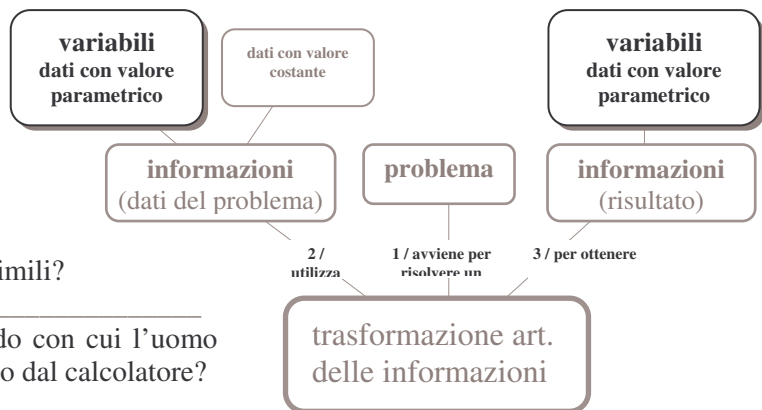 variabili
dati con valore
parametrico
dati con valore
costante
variabili
dati con valore
parametrico
informazioni
(dati del problema)
problema
informazioni
(risultato)
2 /
utilizza
1 / avviene per
risolvere un
3 / per ottenere
imili?
do con cui l’uomo
o dal calcolatore?
trasformazione art.
delle informazioni